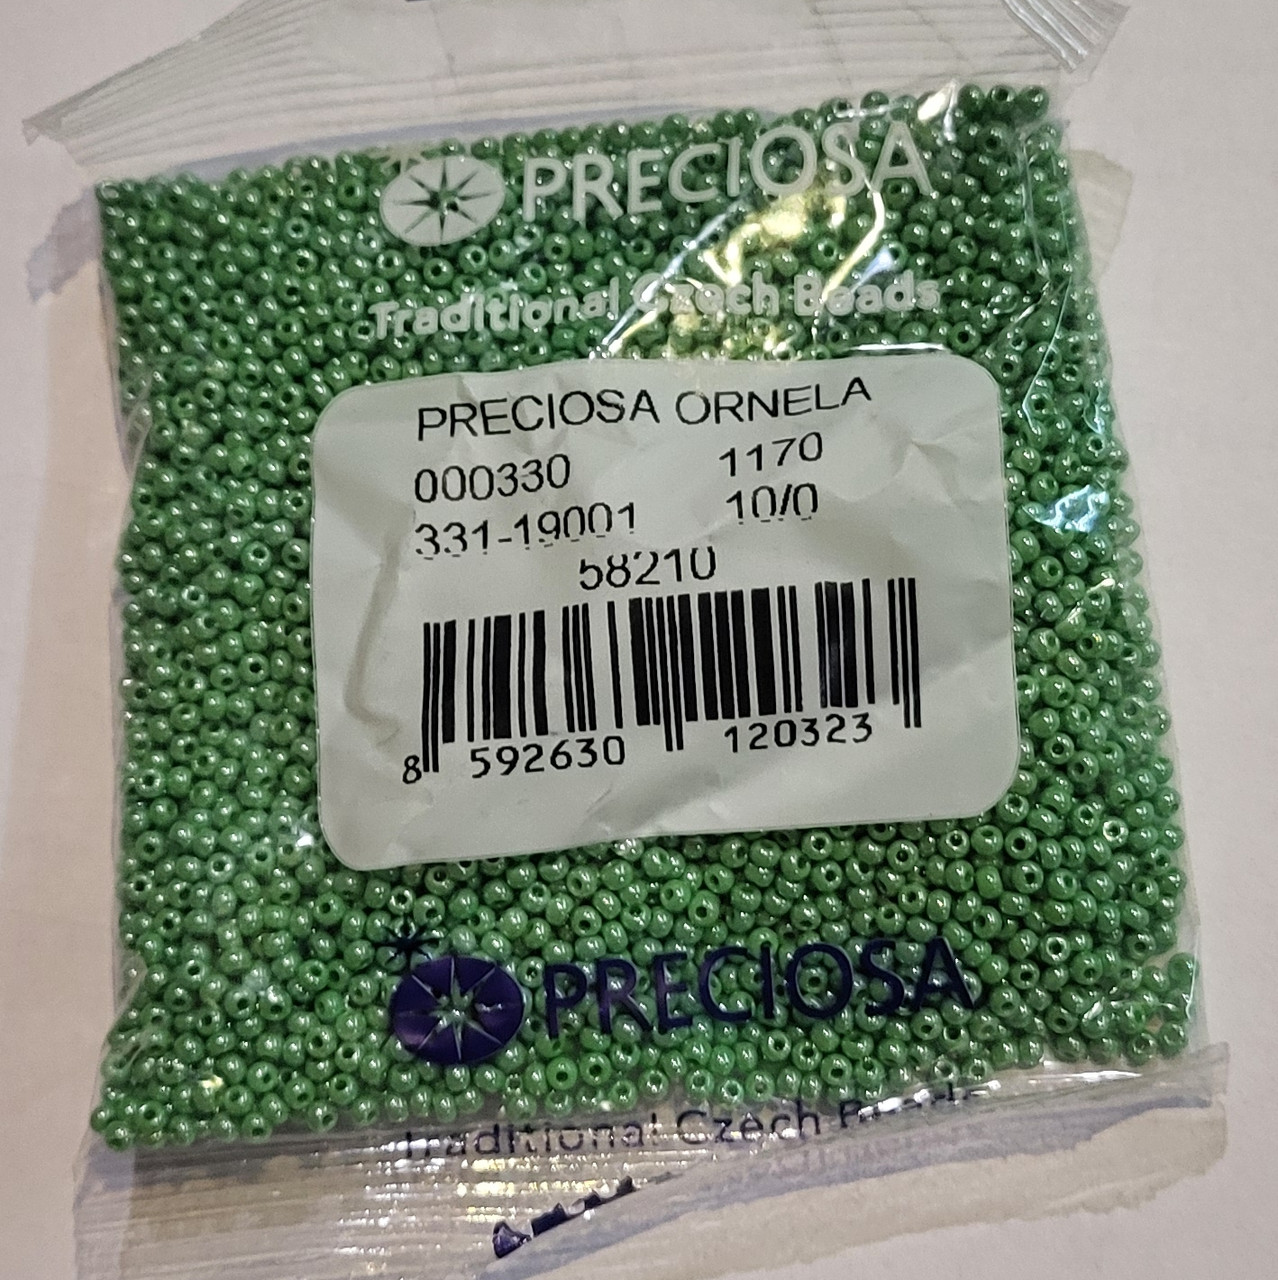 PRECIOSA
Traditional Czech Beads
PRECIOSA ORNELA
000330 1170
331-19001 10/0
58210
8 592630 120323
PRECIOSA
Traditional Czech Beads